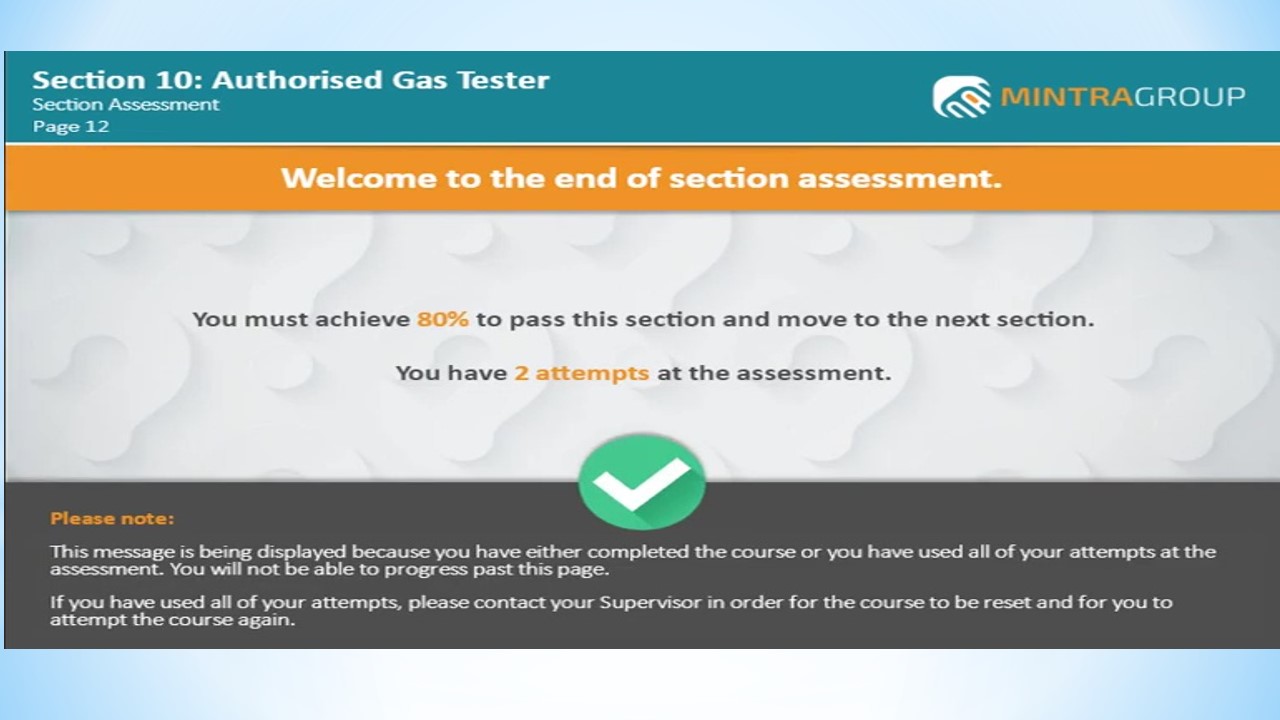 Section 10: Authorised Gas Tester
Section Assessment
Page 12
MINTRAGROUP
Welcome to the end of section assessment.
You must achieve 80% to pass this section and move to the next section.
You have 2 attempts at the assessment.
Please note:
This message is being displayed because you have either completed the course or you have used all of your attempts at the
assessment. You will not be able to progress past this page.
If you have used all of your attempts, please contact your Supervisor in order for the course to be reset and for you to
attempt the course again.